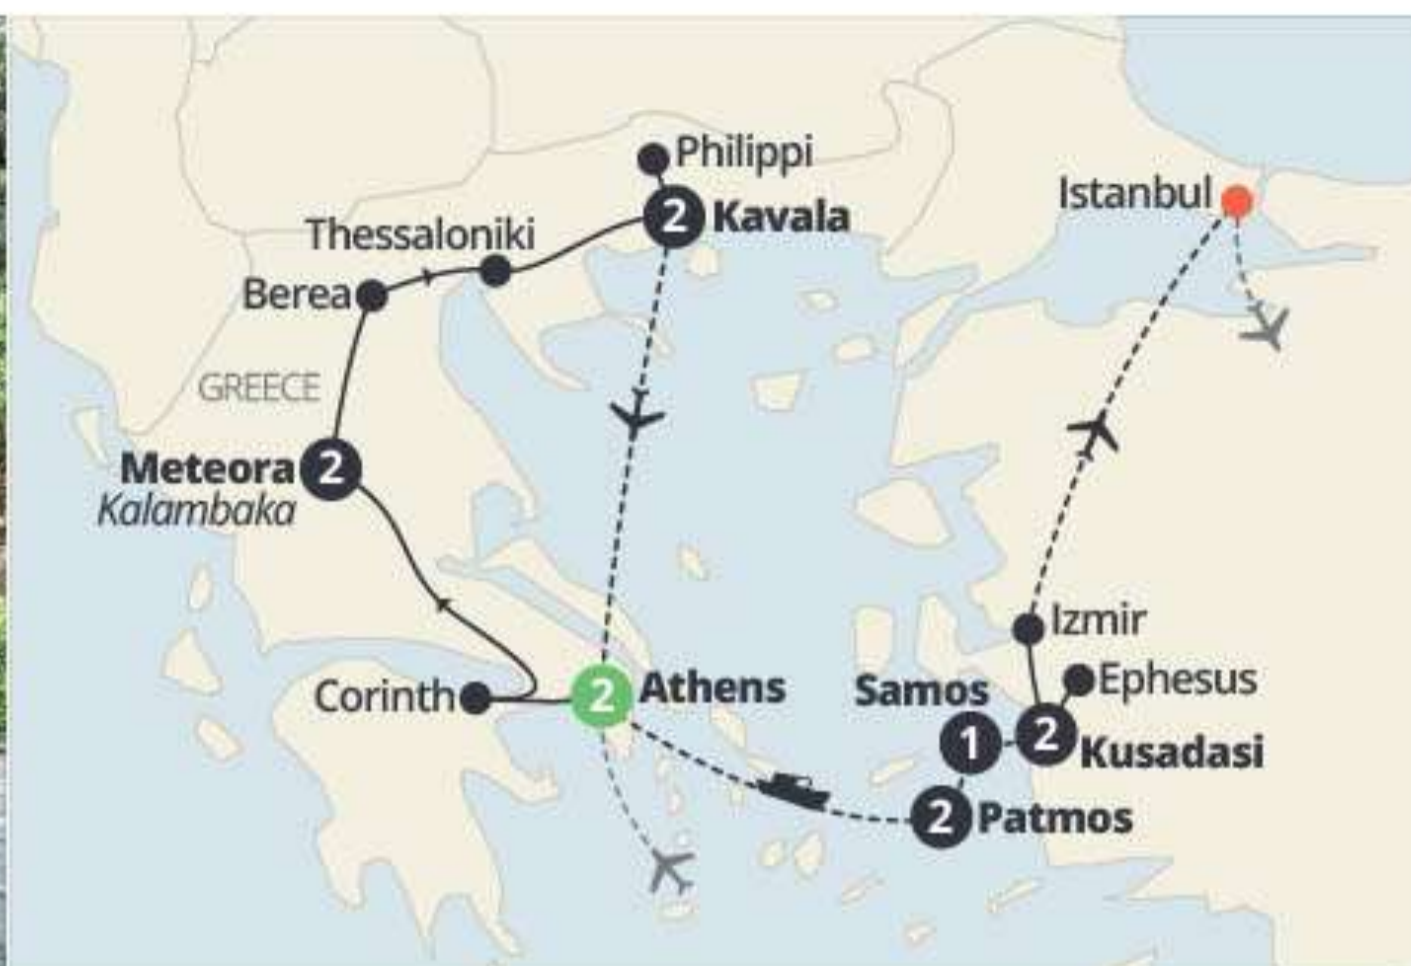 Philippi
2 Kavala
Istanbul
Thessaloniki
Berea
GREECE
Meteora 2
Kalambaka
Izmir
Ephesus
Samos
1
2 Kusadasi
Corinth
2 Athens
2 Patmos